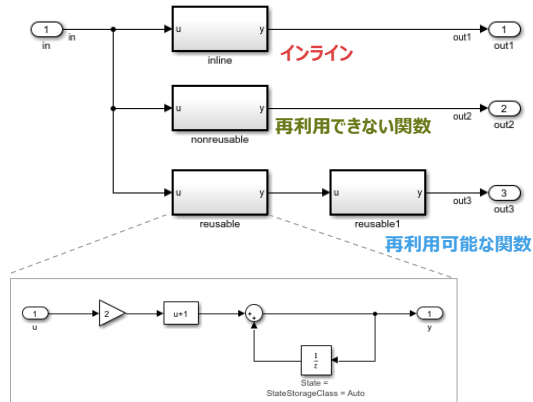 1
in
in
u
y
inline
out1
1
out1
インライン
u
y
nonreusable
再利用できない関数
out2
2
out2
u
y
reusable
u
y
reusable1
out3
3
out3
再利用可能な関数
1
u
2
u+1
++
1
y
1
z
State =
StateStorageClass = Auto